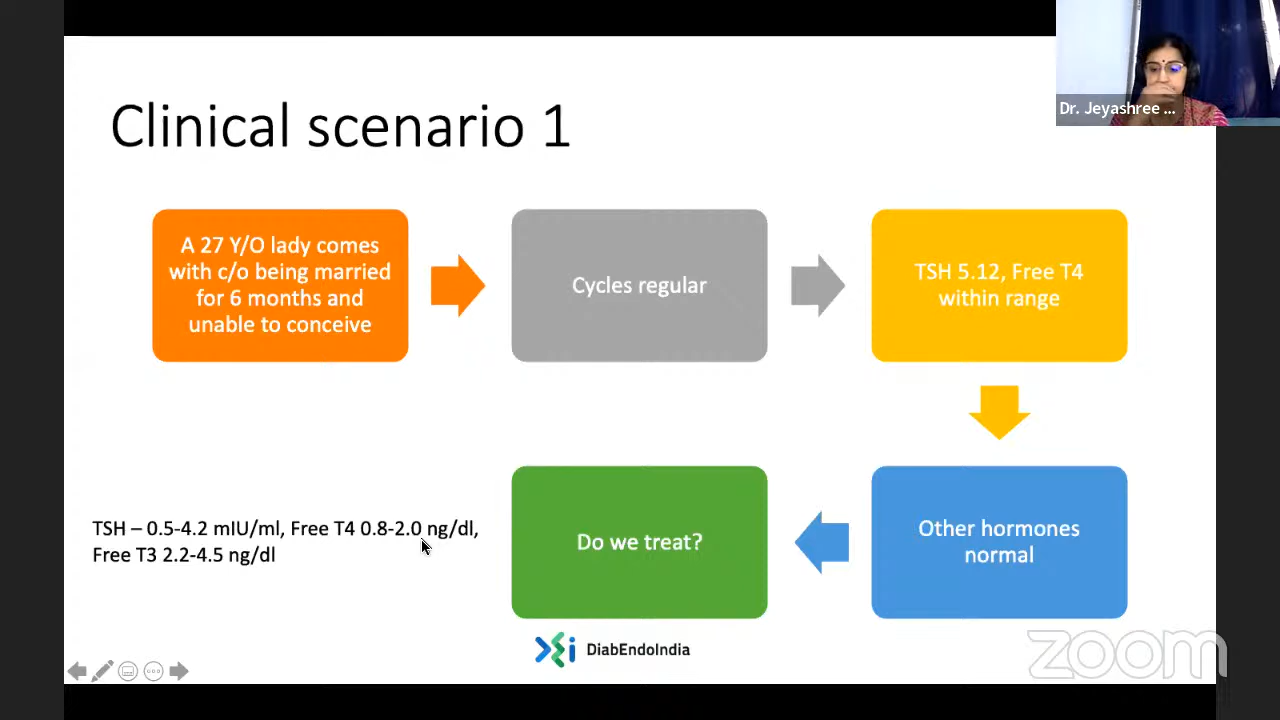 Dr. Jeyashree ...
Clinical scenario 1
A 27 Y/O lady comes
with c/o being married
for 6 months and
unable to conceive
Cycles regular
TSH 5.12, Free T4
within range
Other hormones
normal
Do we treat?
TSH – 0.5-4.2 mIU/ml, Free T4 0.8-2.0 ng/dl,
Free T3 2.2-4.5 ng/dl
DiabEndoIndia
zoom